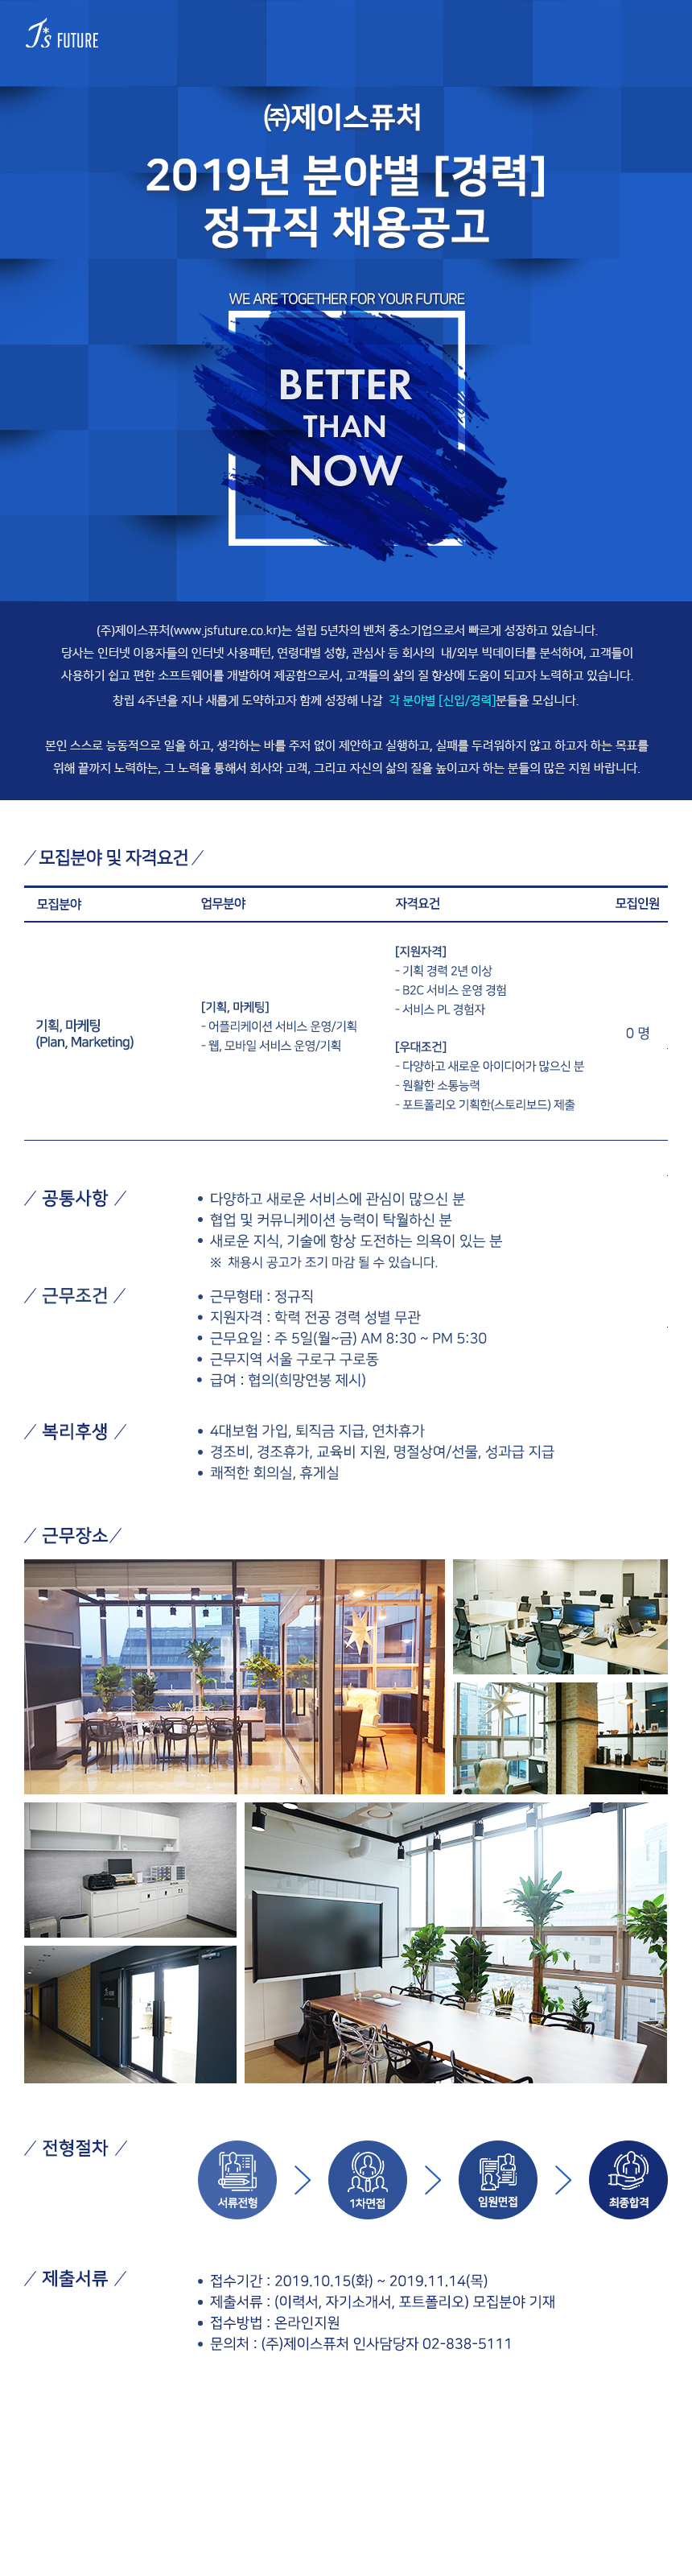 J*s FUTURE
㈜제이스퓨처
2019년 분야별 [경력]
정규직 채용공고
WE ARE TOGETHER FOR YOUR FUTURE
BETTER
THAN
NOW
(주)제이스퓨처(www.jsfuture.co.kr)는 설립 5년차의 벤쳐 중소기업으로서 빠르게 성장하고 있습니다.
당사는 인터넷 이용자들의 인터넷 사용패턴, 연령대별 성향, 관심사 등 회사의 내/외부 빅데이터를 분석하여, 고객들이
사용하기 쉽고 편한 소프트웨어를 개발하여 제공함으로서, 고객들의 삶의 질 향상에 도움이 되고자 노력하고 있습니다.
창립 4주년을 지나 새롭게 도약하고자 함께 성장해 나갈 각 분야별 [신입/경력]분들을 모십니다.
본인 스스로 능동적으로 일을 하고, 생각하는 바를 주저 없이 제안하고 실행하고, 실패를 두려워하지 않고 하고자 하는 목표를
위해 끝까지 노력하는, 그 노력을 통해서 회사와 고객, 그리고 자신의 삶의 질을 높이고자 하는 분들의 많은 지원 바랍니다.
/ 모집분야 및 자격요건 /
모집분야 업무분야 자격요건 모집인원
기획, 마케팅
(Plan, Marketing)
[기획, 마케팅]
- 어플리케이션 서비스 운영/기획
- 웹, 모바일 서비스 운영/기획
[지원자격]
- 기획 경력 2년 이상
- B2C 서비스 운영 경험
- 서비스 PL 경험자
[우대조건]
- 다양하고 새로운 아이디어가 많으신 분
- 원활한 소통능력
- 포트폴리오 기획한(스토리보드) 제출
0 명
/ 공통사항 /
• 다양하고 새로운 서비스에 관심이 많으신 분
• 협업 및 커뮤니케이션 능력이 탁월하신 분
• 새로운 지식, 기술에 항상 도전하는 의욕이 있는 분
※ 채용시 공고가 조기 마감 될 수 있습니다.
/ 근무조건 /
• 근무형태 : 정규직
• 지원자격 : 학력 전공 경력 성별 무관
• 근무요일 : 주 5일(월~금) AM 8:30 ~ PM 5:30
• 근무지역 서울 구로구 구로동
• 급여 : 협의(희망연봉 제시)
/ 복리후생 /
• 4대보험 가입, 퇴직금 지급, 연차휴가
• 경조비, 경조휴가, 교육비 지원, 명절상여/선물, 성과급 지급
• 쾌적한 회의실, 휴게실
/ 근무장소 /
/ 전형절차 /
서류전형 > 1차면접 > 임원면접 > 최종합격
/ 제출서류 /
• 접수기간 : 2019.10.15(화) ~ 2019.11.14(목)
• 제출서류 : (이력서, 자기소개서, 포트폴리오) 모집분야 기재
• 접수방법 : 온라인지원
• 문의처 : (주)제이스퓨처 인사담당자 02-838-5111